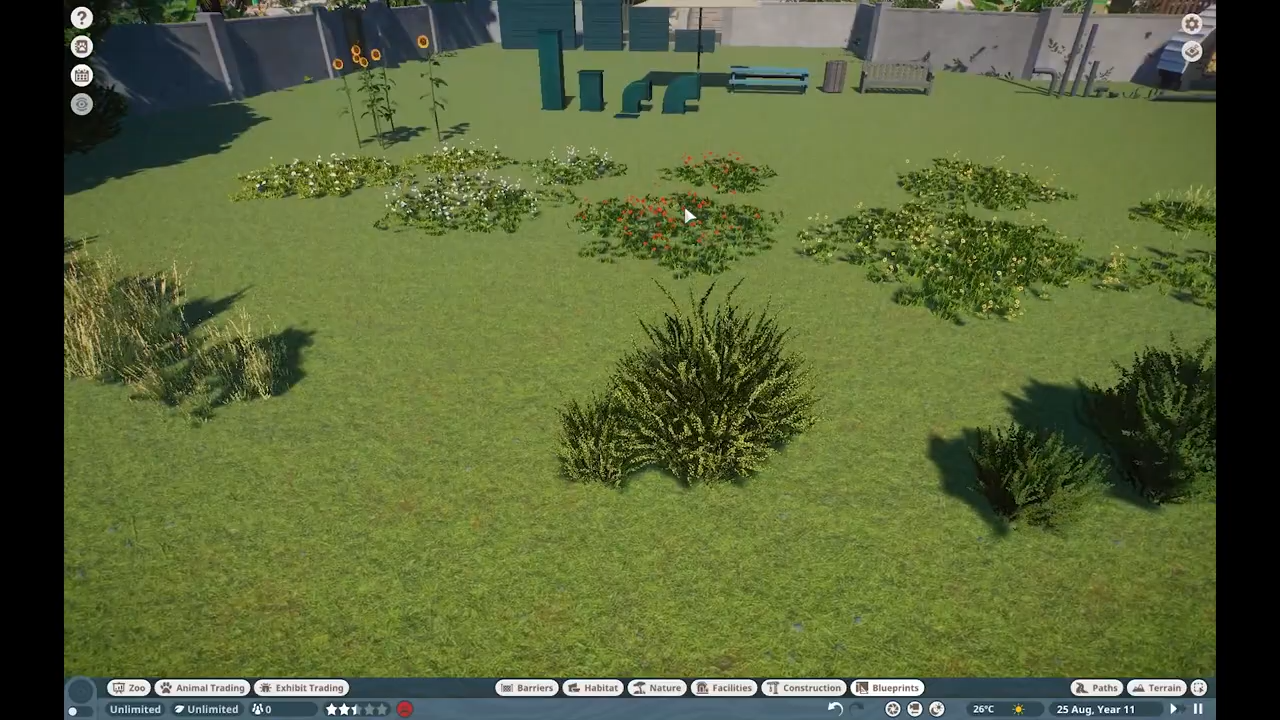 ?
Zoo Animal Trading Exhibit Trading Barriers Habitat Nature Facilities Construction Blueprints Paths Terrain
Unlimited Unlimited 0 26°C 25 Aug, Year 11